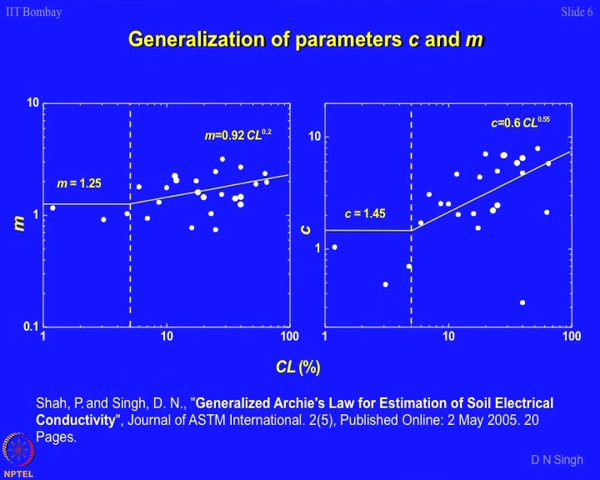 IIT Bombay
Slide 6
Generalization of parameters c and m
10
1
0.1
m
m=0.92 CL^0.2
m = 1.25
1
10
100
10
1
c
c=0.6 CL^0.55
c = 1.45
1
10
100
CL (%)
Shah, P. and Singh, D. N., "Generalized Archie's Law for Estimation of Soil Electrical
Conductivity", Journal of ASTM International. 2(5), Published Online: 2 May 2005. 20
Pages.
NPTEL
D N Singh